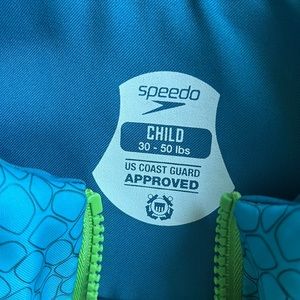 speedo
CHILD
30 - 50 lbs
US COAST GUARD
APPROVED